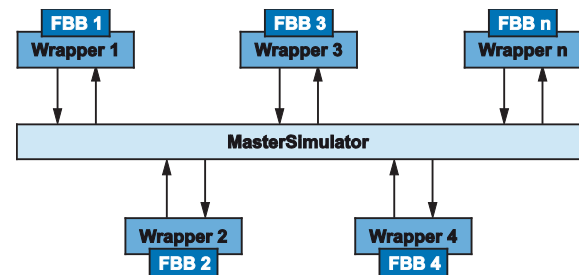 FBB 1
Wrapper 1
FBB 3
Wrapper 3
FBB n
Wrapper n
MasterSimulator
Wrapper 2
FBB 2
Wrapper 4
FBB 4